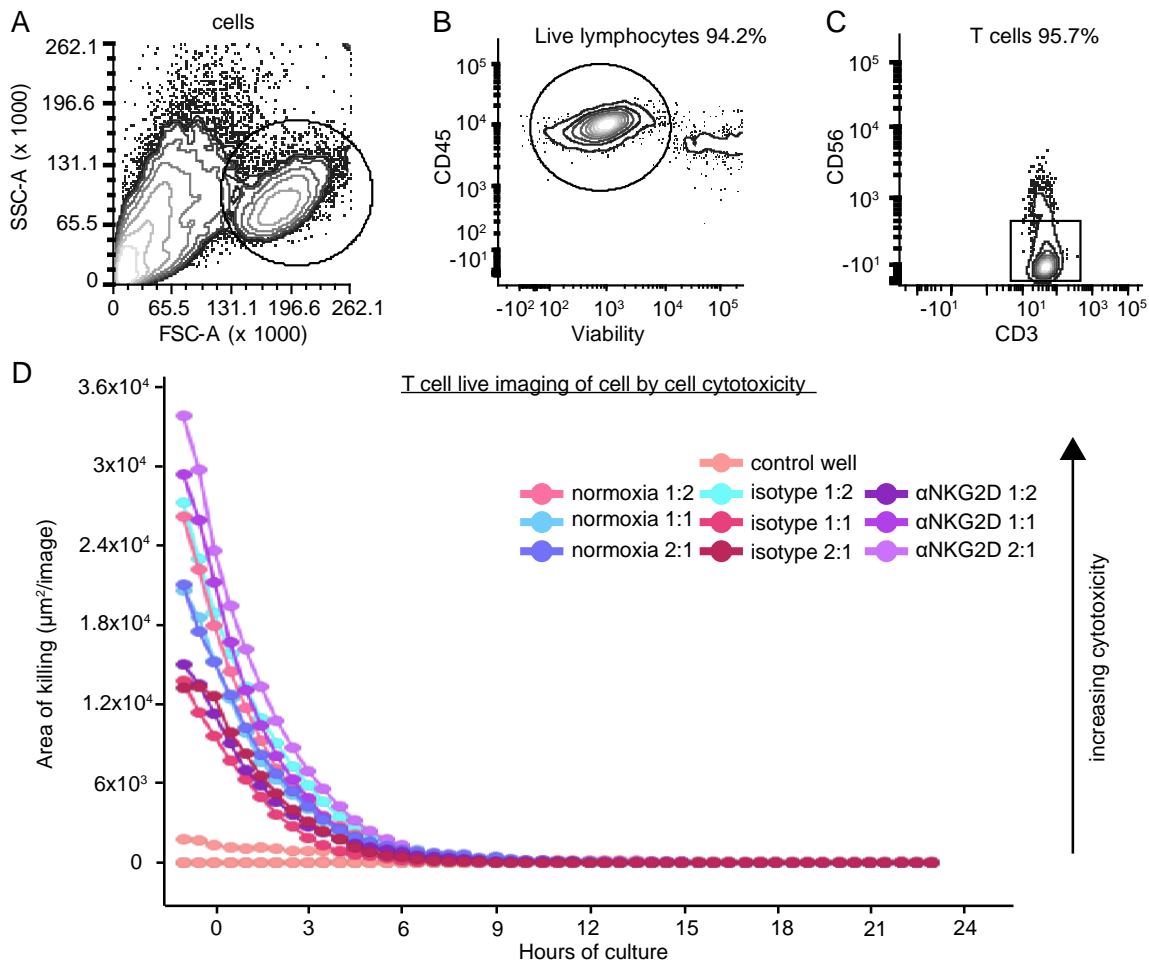 A
cells
262.1
196.6
131.1
65.5
0
SSC-A (x 1000)
0 65.5 131.1 196.6 262.1
FSC-A (x 1000)
B
Live lymphocytes 94.2%
10⁵
10⁴
10³
10²
-10¹
CD45
-10² 10² 10³ 10⁴ 10⁵
Viability
C
T cells 95.7%
10⁵
10⁴
10³
-10¹
CD56
-10¹ 10¹ 10³ 10⁵
CD3
D
T cell live imaging of cell by cell cytotoxicity
3.6x10⁴
3x10⁴
2.4x10⁴
1.8x10⁴
1.2x10⁴
6x10³
0
Area of killing (µm²/image)
control well
normoxia 1:2 isotype 1:2 αNKG2D 1:2
normoxia 1:1 isotype 1:1 αNKG2D 1:1
normoxia 2:1 isotype 2:1 αNKG2D 2:1
increasing cytotoxicity
0 3 6 9 12 15 18 21 24
Hours of culture